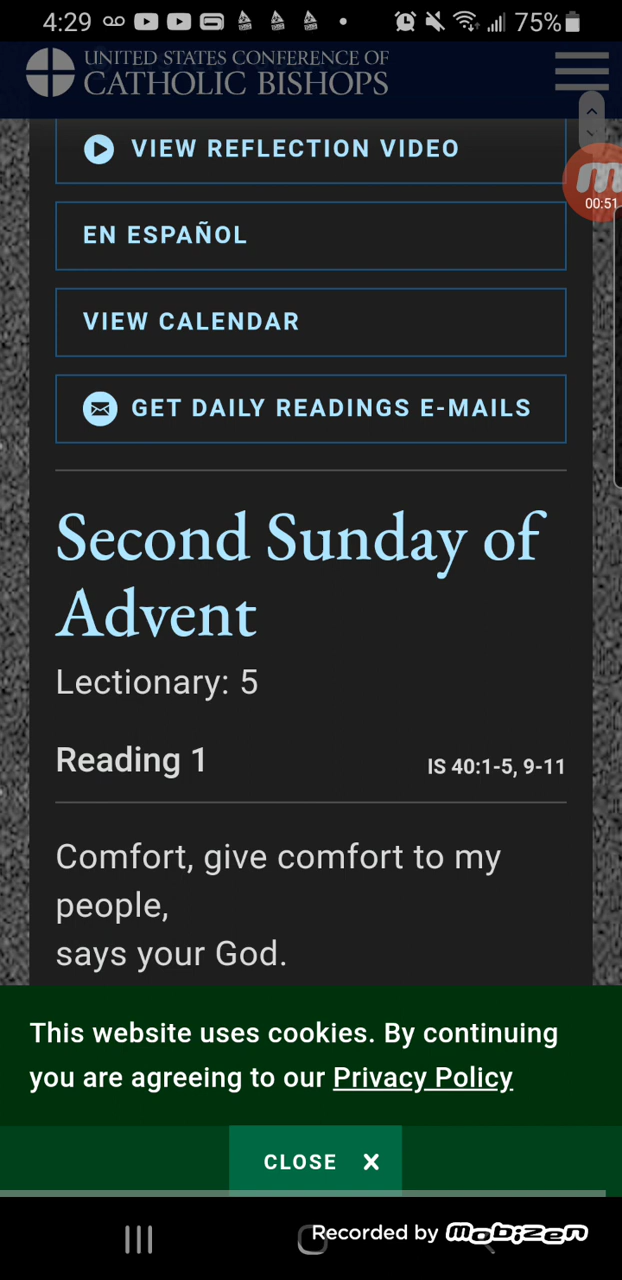 4:29 75%
UNITED STATES CONFERENCE OF
CATHOLIC BISHOPS
VIEW REFLECTION VIDEO
00:51
EN ESPAÑOL
VIEW CALENDAR
GET DAILY READINGS E-MAILS
Second Sunday of
Advent
Lectionary: 5
Reading 1 IS 40:1-5, 9-11
Comfort, give comfort to my
people,
says your God.
This website uses cookies. By continuing
you are agreeing to our Privacy Policy
CLOSE X
Recorded by mobizen